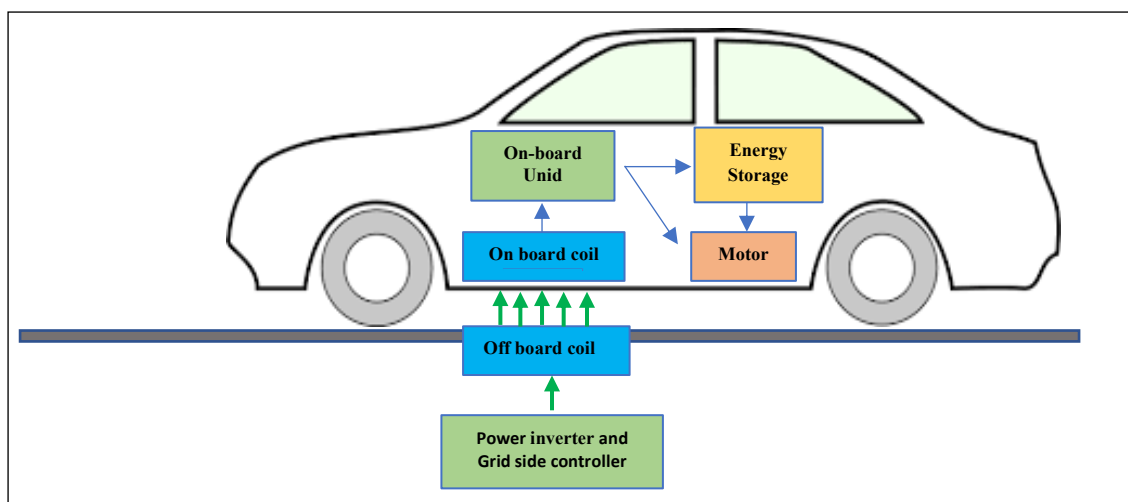 On-board
Unid
Energy
Storage
On board coil
Motor
Off board coil
Power inverter and
Grid side controller